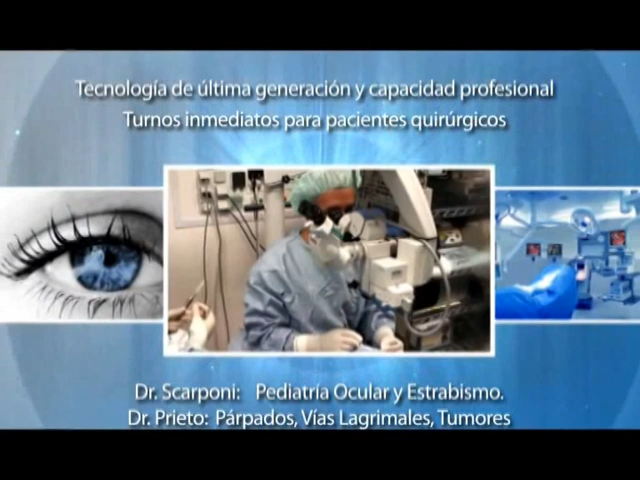 Tecnología de última generación y capacidad profesional
Turnos inmediatos para pacientes quirúrgicos
Dr. Scarponi: Pediatría Ocular y Estrabismo.
Dr. Prieto: Párpados, Vías Lagrimales, Tumores